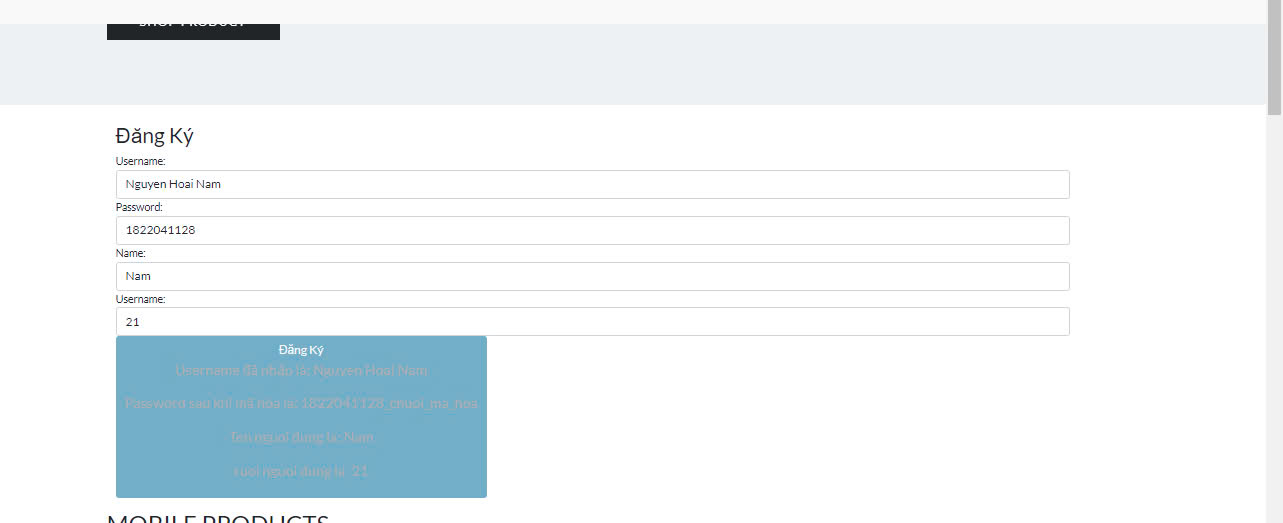 SHOP PRODUCT
Đăng Ký
Username:
Nguyen Hoai Nam
Password:
1822041128
Name:
Nam
Username:
21
Đăng Ký
Username đã nhập là: Nguyen Hoai Nam
Password sau khi mã hóa là: 1822041128_chuoi_ma_hoa
Ten nguoi dung la: Nam
tuoi nguoi dung la: 21
MOBILE PRODUCTS